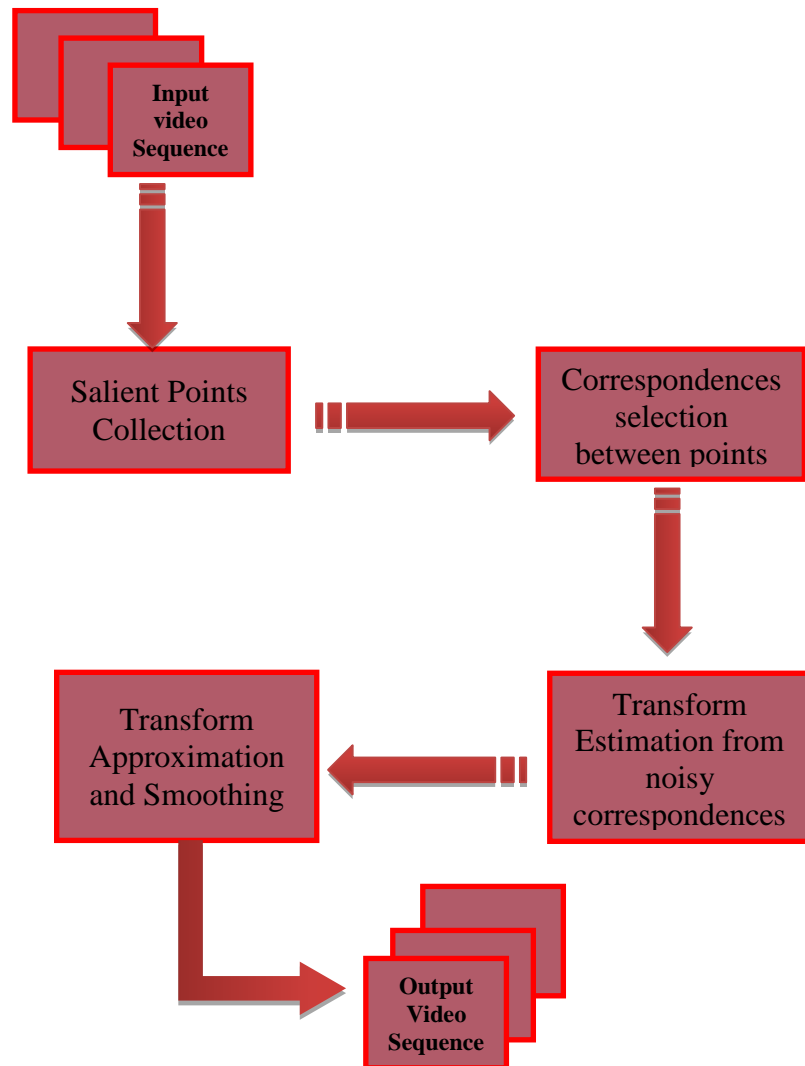 Input
video
Sequence
Salient Points
Collection
Correspondences
selection
between points
Transform
Estimation from
noisy
correspondences
Transform
Approximation
and Smoothing
Output
Video
Sequence